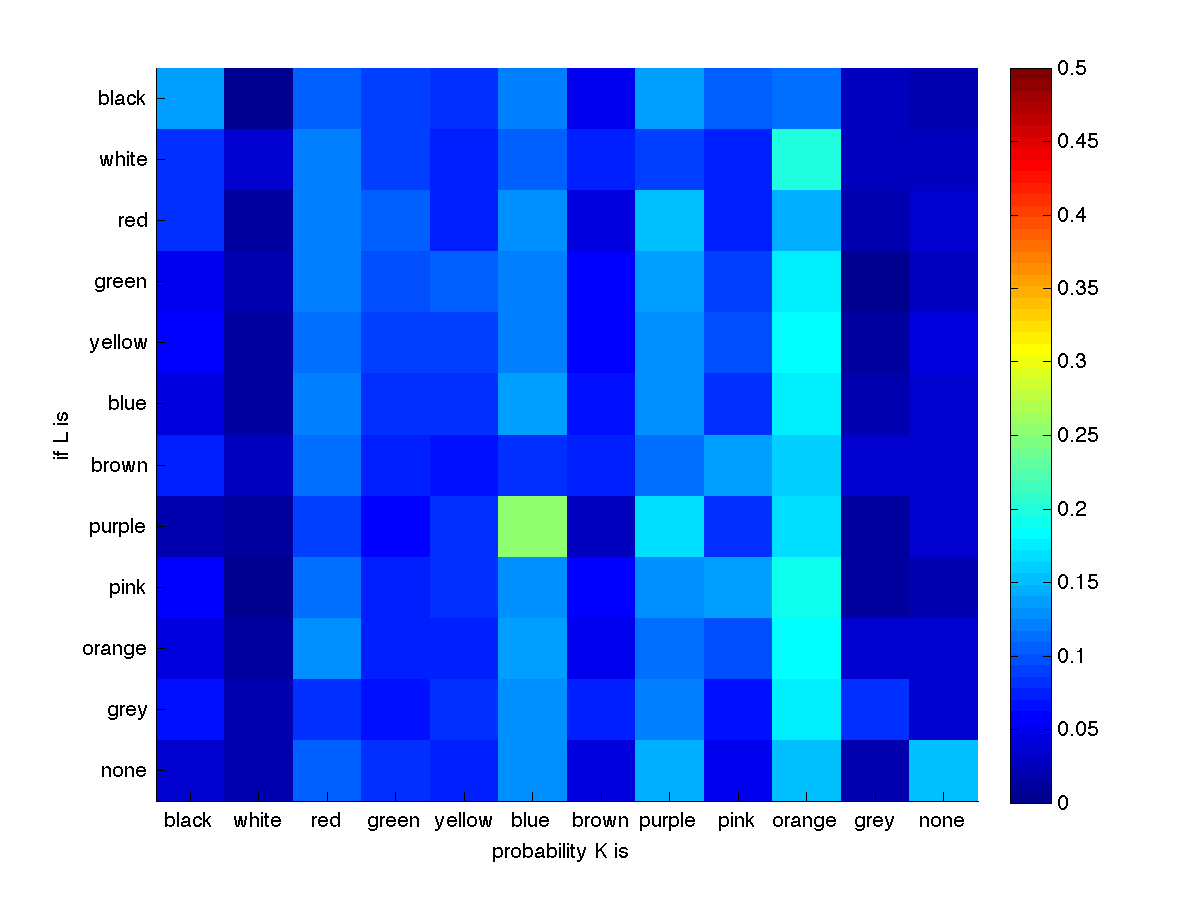 black
white
red
green
yellow
blue
brown
purple
pink
orange
grey
none
if L is
black white red green yellow blue brown purple pink orange grey none
probability K is
0.5
0.45
0.4
0.35
0.3
0.25
0.2
0.15
0.1
0.05
0